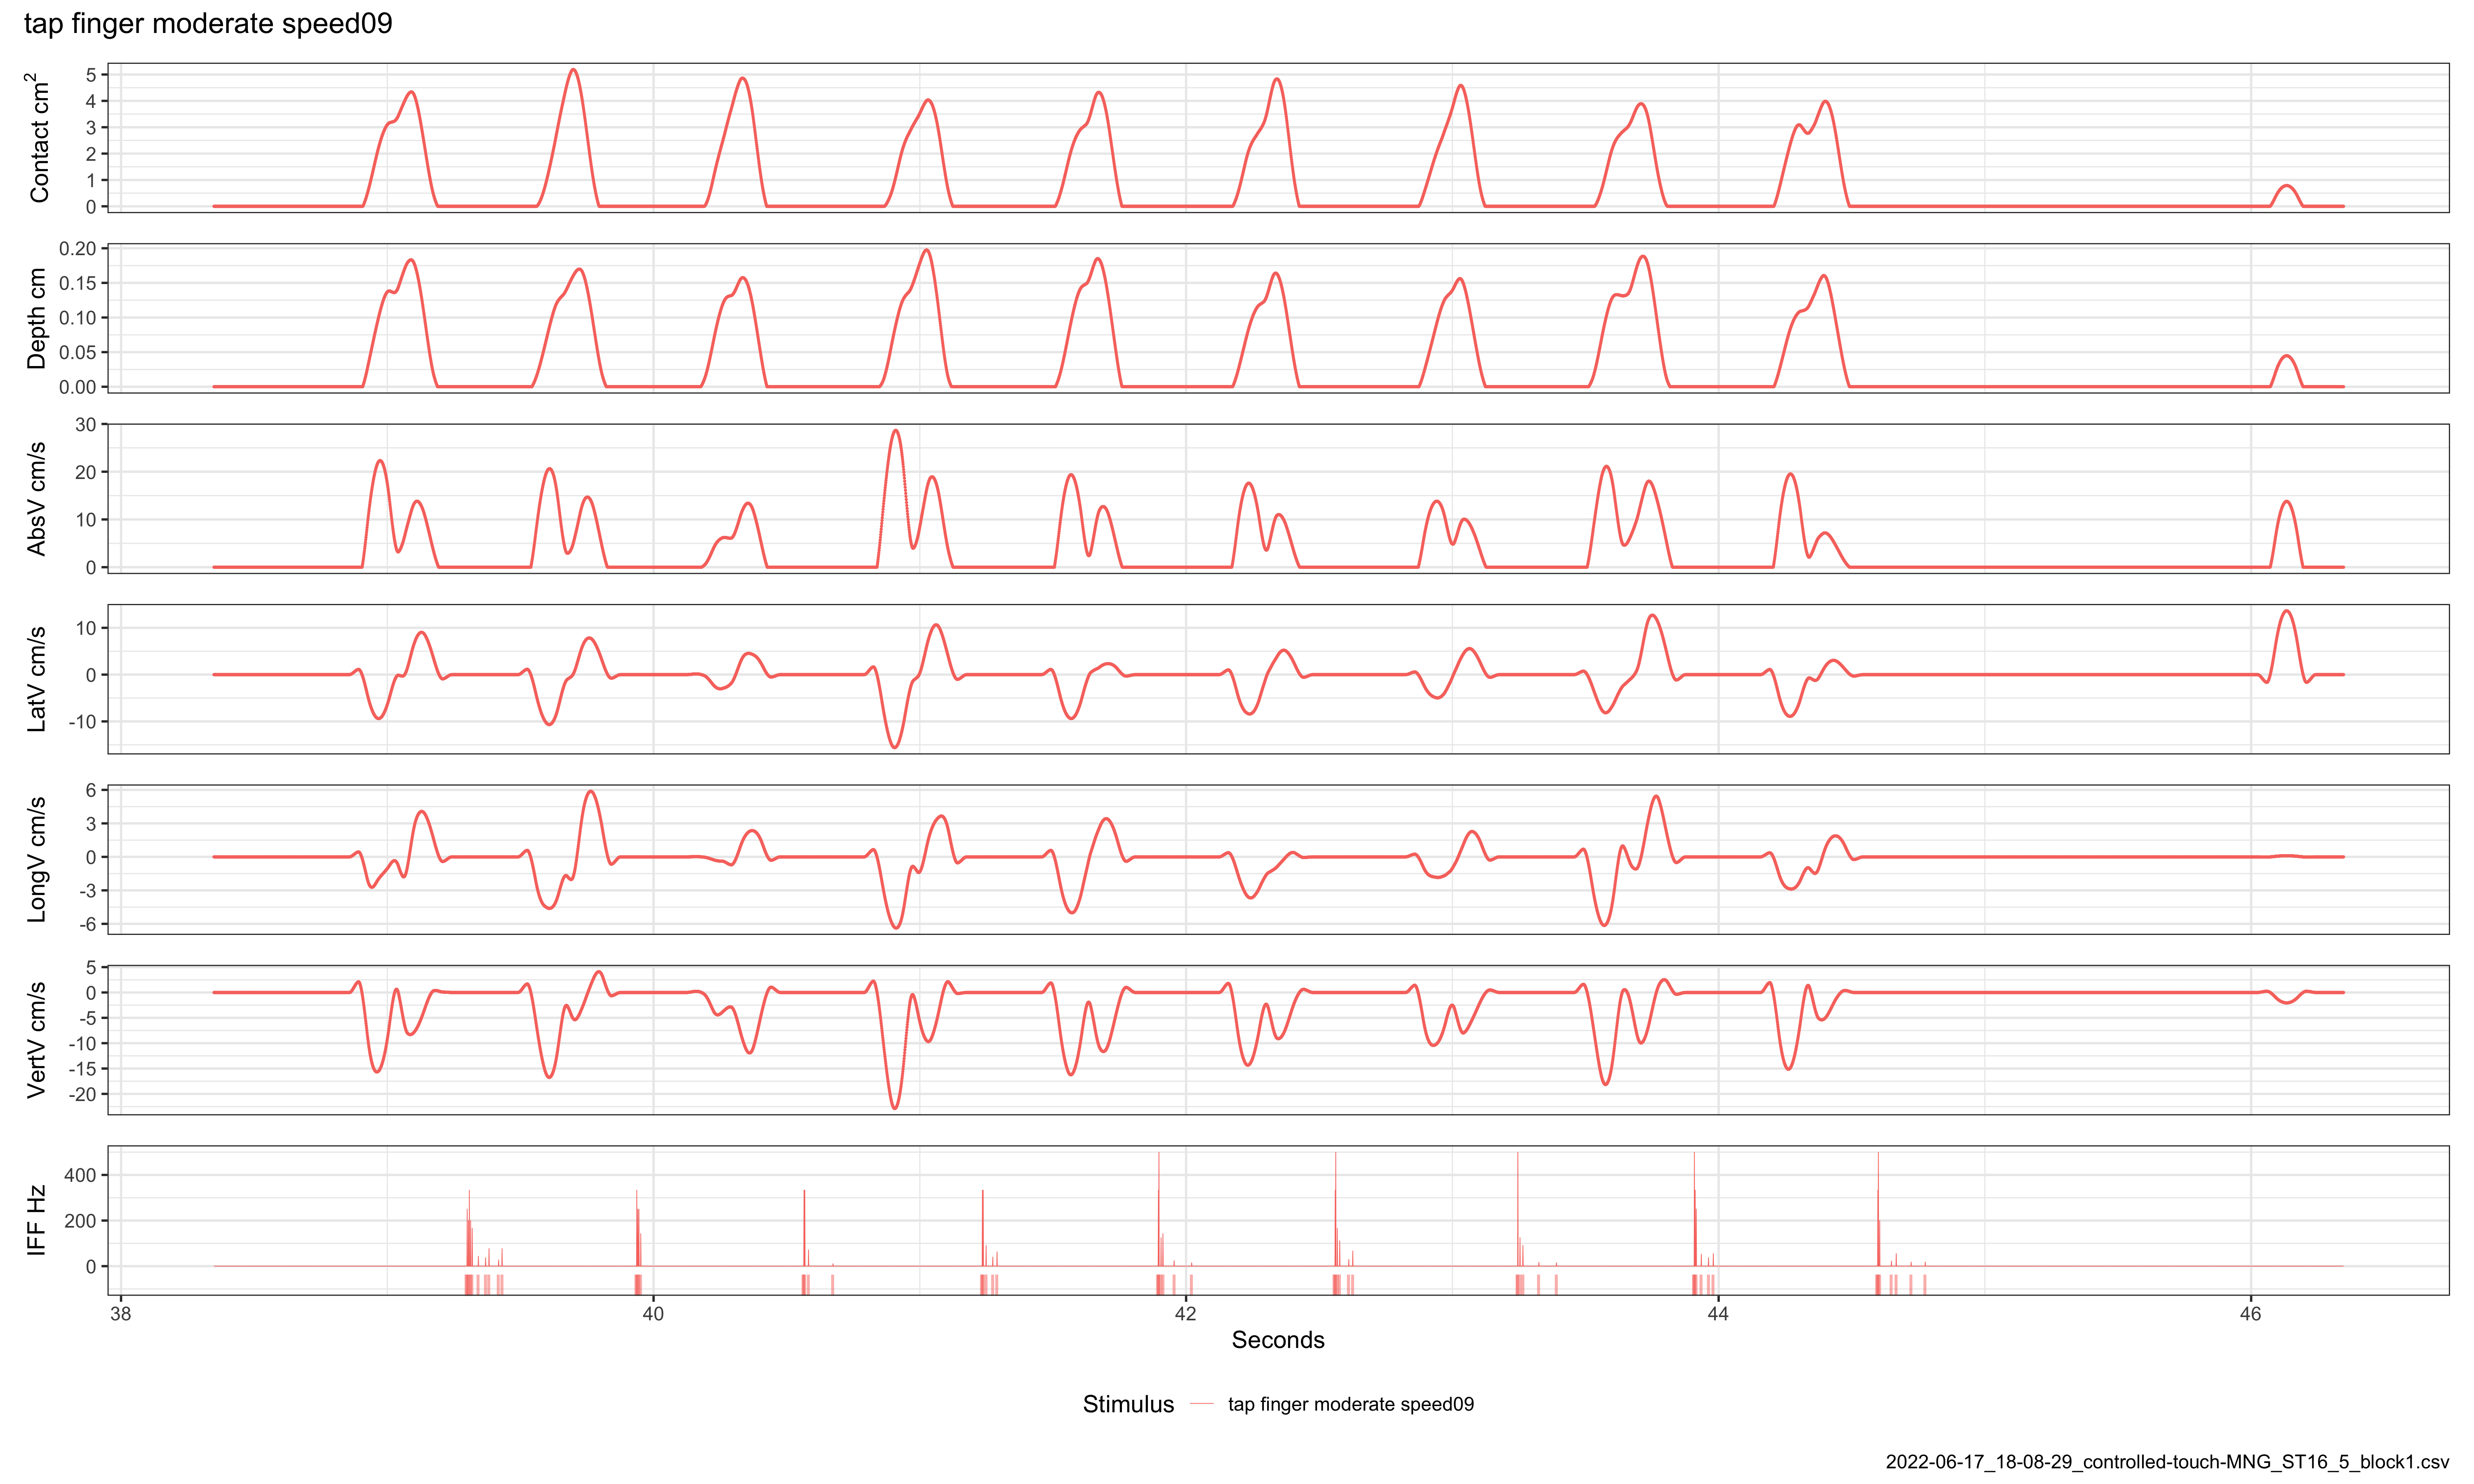 tap finger moderate speed09
Contact cm²
5
4
3
2
1
0
Depth cm
0.20
0.15
0.10
0.05
0.00
AbsV cm/s
30
20
10
0
LatV cm/s
10
0
-10
LongV cm/s
6
3
0
-3
-6
VertV cm/s
5
0
-5
-10
-15
-20
IFF Hz
400
200
0
38 40 42 44 46
Seconds
Stimulus tap finger moderate speed09
2022-06-17_18-08-29_controlled-touch-MNG_ST16_5_block1.csv